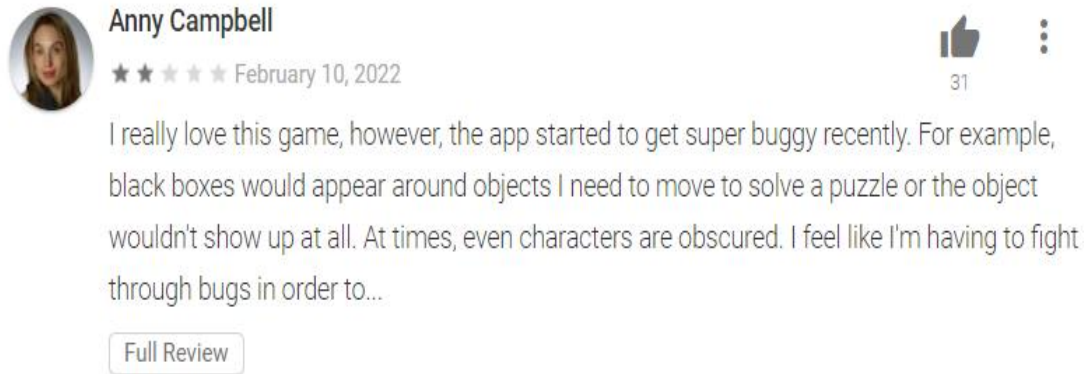 Anny Campbell
February 10, 2022
31
I really love this game, however, the app started to get super buggy recently. For example,
black boxes would appear around objects I need to move to solve a puzzle or the object
wouldn't show up at all. At times, even characters are obscured. I feel like I'm having to fight
through bugs in order to...
Full Review